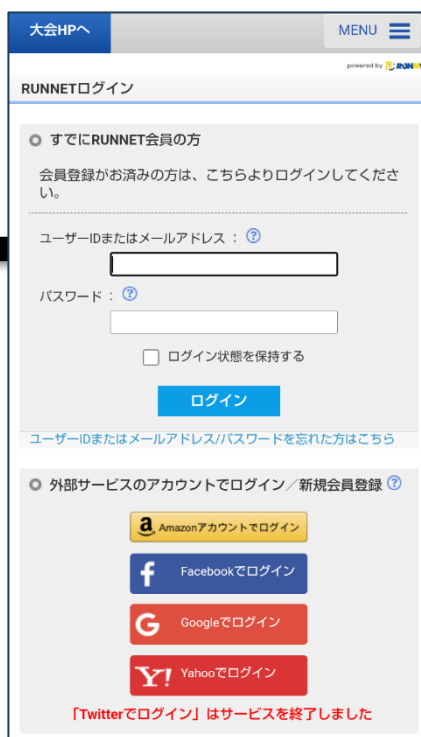 大会HPへ
MENU
powered by RUNNET
RUNNETログイン
すでにRUNNET会員の方
会員登録がお済みの方は、こちらよりログインしてくださ
い。
ユーザーIDまたはメールアドレス : ?
パスワード : ?
ログイン状態を保持する
ログイン
ユーザーIDまたはメールアドレス/パスワードを忘れた方はこちら
外部サービスのアカウントでログイン／新規会員登録 ?
a Amazonアカウントでログイン
f Facebookでログイン
G Googleでログイン
Y! Yahooでログイン
「Twitterでログイン」はサービスを終了しました